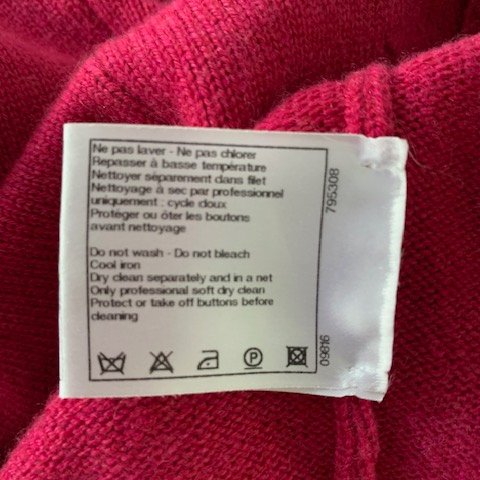 Ne pas laver - Ne pas chlorer
Repasser à basse température
Nettoyer séparement dans filet
Nettoyage à sec par professionnel
uniquement : cycle doux
Protéger ou ôter les boutons
avant nettoyage
Do not wash - Do not bleach
Cool iron
Dry clean separately and in a net
Only professional soft dry clean
Protect or take off buttons before
cleaning
P
795308
09816